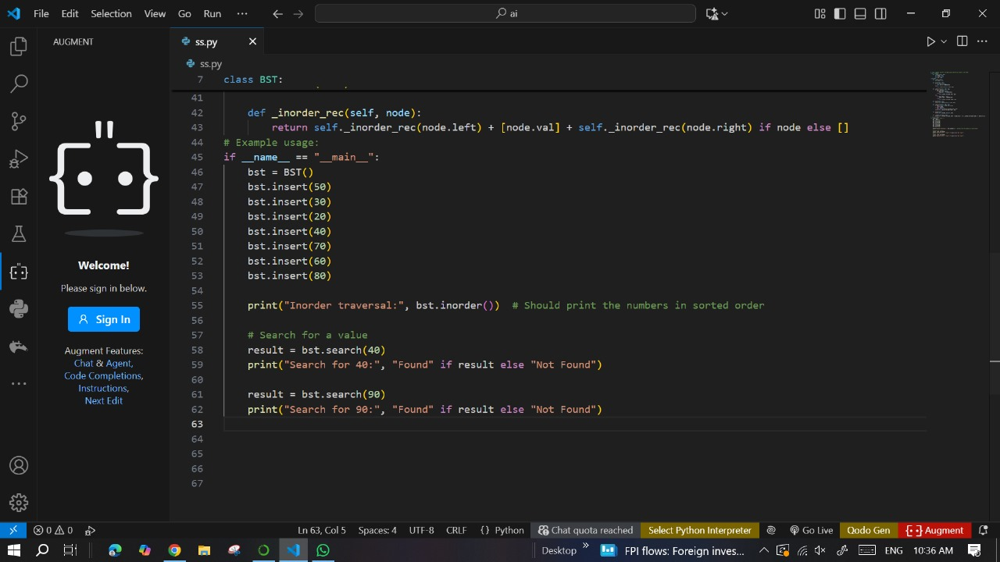 File Edit Selection View Go Run ··· ai
AUGMENT
ss.py
ss.py
7 class BST:
41
42 def _inorder_rec(self, node):
43 return self._inorder_rec(node.left) + [node.val] + self._inorder_rec(node.right) if node else []
44 # Example usage:
45 if __name__ == "__main__":
46 bst = BST()
47 bst.insert(50)
48 bst.insert(30)
49 bst.insert(20)
50 bst.insert(40)
51 bst.insert(70)
52 bst.insert(60)
53 bst.insert(80)
54
55 print("Inorder traversal:", bst.inorder()) # Should print the numbers in sorted order
56
57 # Search for a value
58 result = bst.search(40)
59 print("Search for 40:", "Found" if result else "Not Found")
60
61 result = bst.search(90)
62 print("Search for 90:", "Found" if result else "Not Found")
63
64
65
66
67
Welcome!
Please sign in below.
Sign In
Augment Features:
Chat & Agent,
Code Completions,
Instructions,
Next Edit
0 0 Ln 63, Col 5 Spaces: 4 UTF-8 CRLF {} Python Chat quota reached Select Python Interpreter Go Live Qodo Gen Augment
Desktop FPI flows: Foreign inves... ENG 10:36 AM